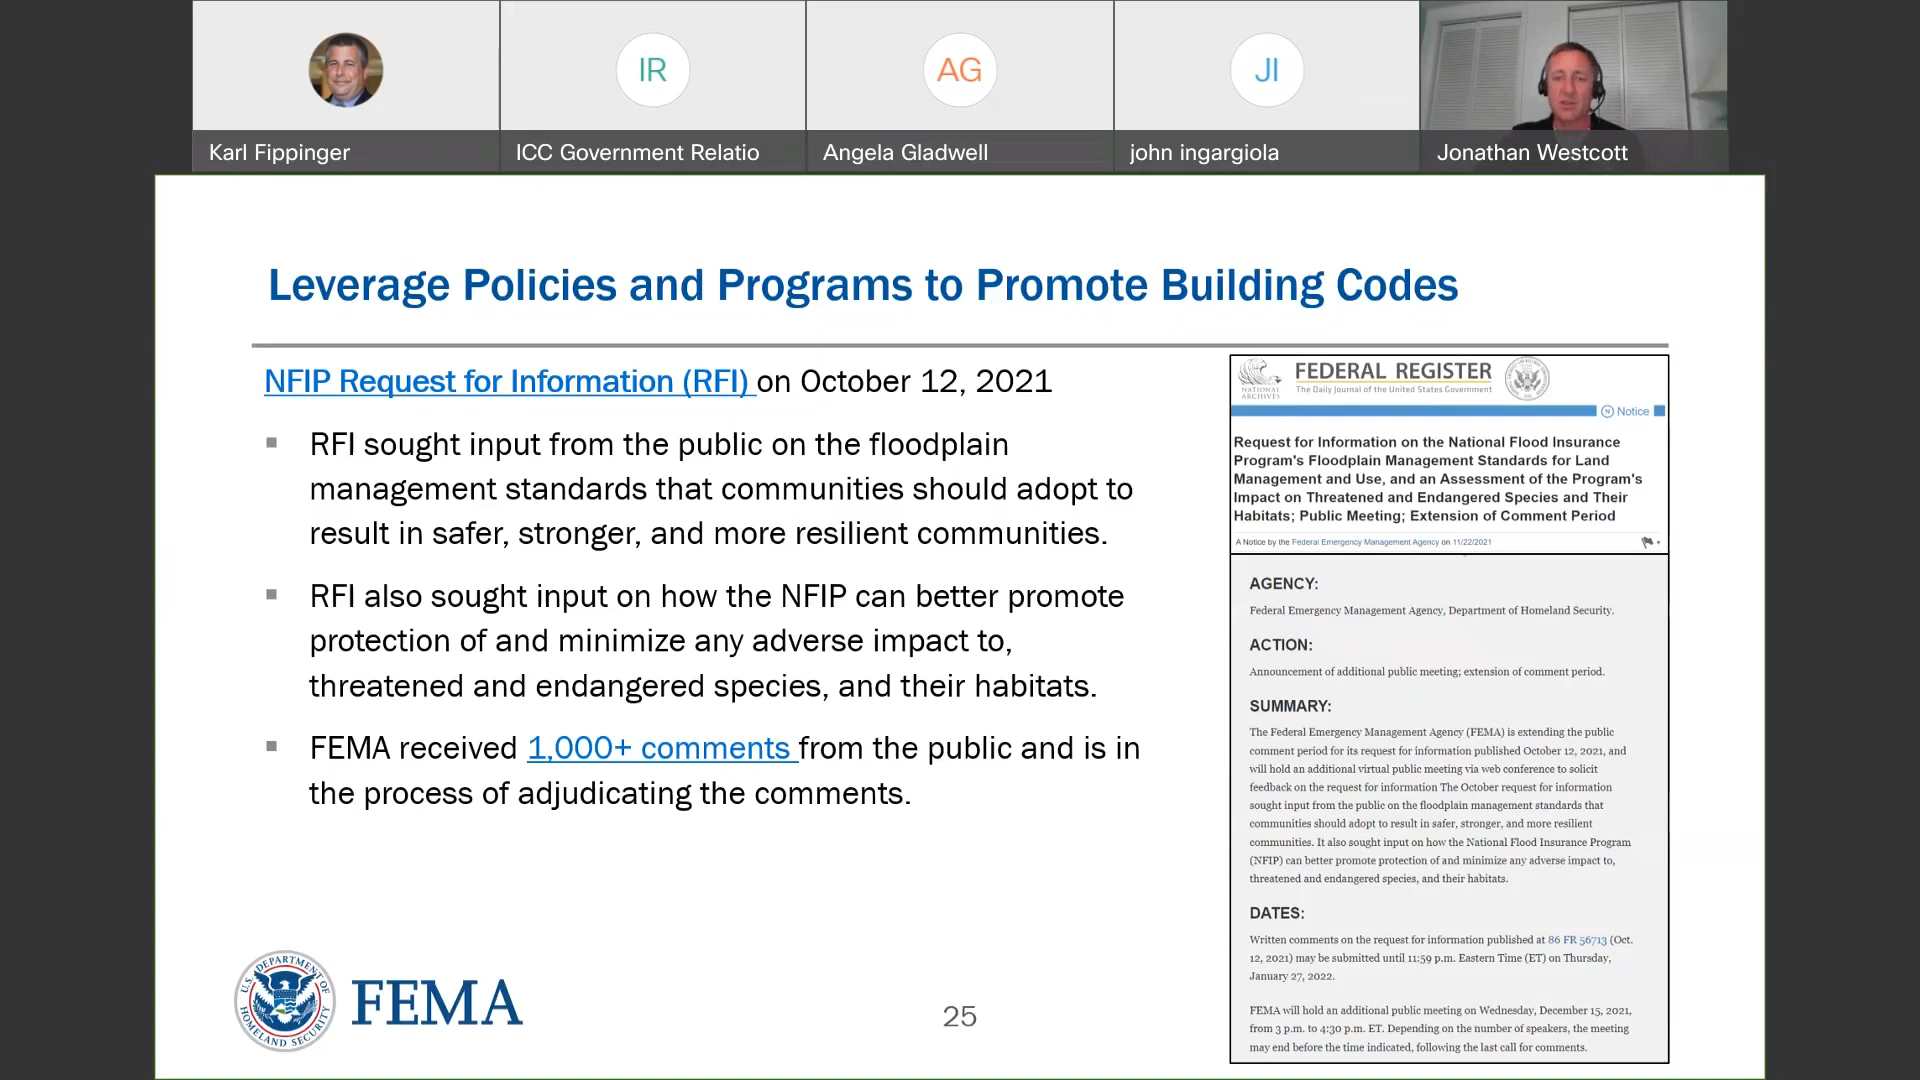 IR
AG
JI
Karl Fippinger
ICC Government Relatio
Angela Gladwell
john ingargiola
Jonathan Westcott
Leverage Policies and Programs to Promote Building Codes
NFIP Request for Information (RFI) on October 12, 2021
RFI sought input from the public on the floodplain
management standards that communities should adopt to
result in safer, stronger, and more resilient communities.
RFI also sought input on how the NFIP can better promote
protection of and minimize any adverse impact to,
threatened and endangered species, and their habitats.
FEMA received 1,000+ comments from the public and is in
the process of adjudicating the comments.
NATIONAL
ARCHIVES
FEDERAL REGISTER
The Daily Journal of the United States Government
N Notice
Request for Information on the National Flood Insurance
Program's Floodplain Management Standards for Land
Management and Use, and an Assessment of the Program's
Impact on Threatened and Endangered Species and Their
Habitats; Public Meeting; Extension of Comment Period
A Notice by the Federal Emergency Management Agency on 11/22/2021
AGENCY:
Federal Emergency Management Agency, Department of Homeland Security.
ACTION:
Announcement of additional public meeting; extension of comment period.
SUMMARY:
The Federal Emergency Management Agency (FEMA) is extending the public
comment period for its request for information published October 12, 2021, and
will hold an additional virtual public meeting via web conference to solicit
feedback on the request for information The October request for information
sought input from the public on the floodplain management standards that
communities should adopt to result in safer, stronger, and more resilient
communities. It also sought input on how the National Flood Insurance Program
(NFIP) can better promote protection of and minimize any adverse impact to,
threatened and endangered species, and their habitats.
DATES:
Written comments on the request for information published at 86 FR 56713 (Oct.
12, 2021) may be submitted until 11:59 p.m. Eastern Time (ET) on Thursday,
January 27, 2022.
FEMA will hold an additional public meeting on Wednesday, December 15, 2021,
from 3 p.m. to 4:30 p.m. ET. Depending on the number of speakers, the meeting
may end before the time indicated, following the last call for comments.
U.S. DEPARTMENT OF
HOMELAND SECURITY
FEMA
25